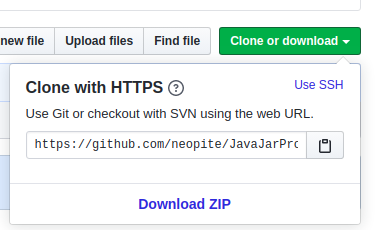 new file
Upload files
Find file
Clone or download
Clone with HTTPS ?
Use SSH
Use Git or checkout with SVN using the web URL.
https://github.com/neopite/JavaJarPro
Download ZIP